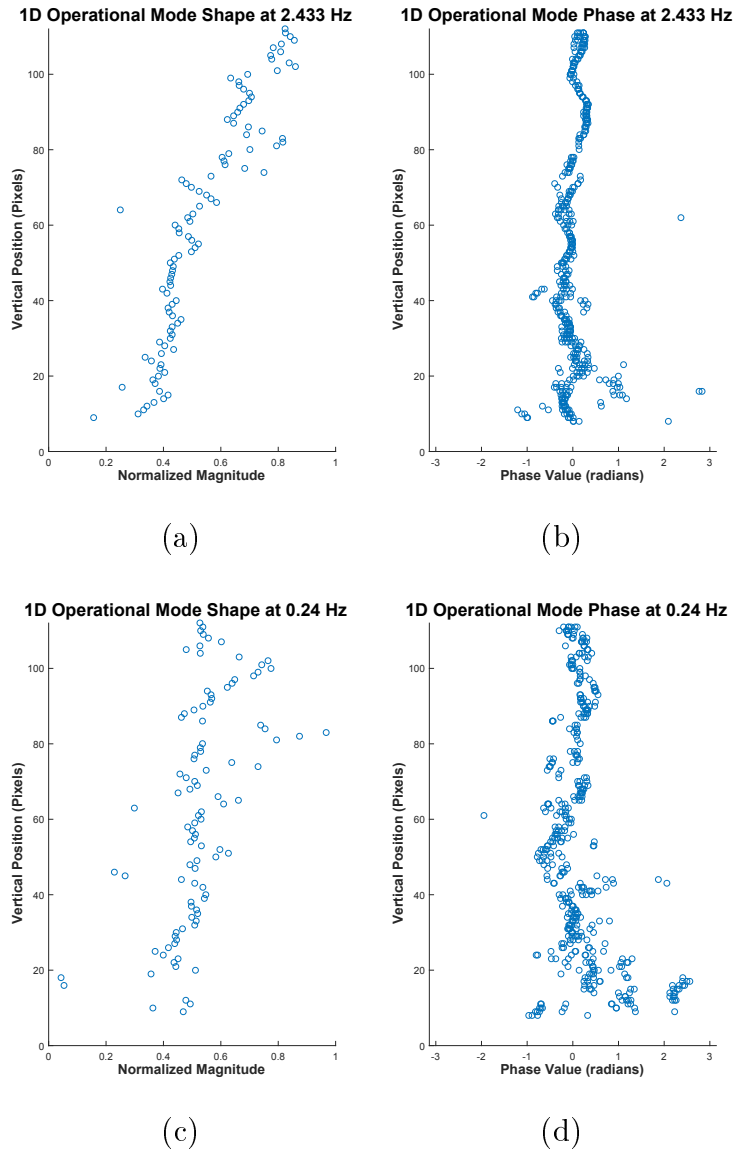 1D Operational Mode Shape at 2.433 Hz
Vertical Position (Pixels)
100
80
60
40
20
0
0 0.2 0.4 0.6 0.8 1
Normalized Magnitude
(a)
1D Operational Mode Phase at 2.433 Hz
Vertical Position (Pixels)
100
80
60
40
20
0
-3 -2 -1 0 1 2 3
Phase Value (radians)
(b)
1D Operational Mode Shape at 0.24 Hz
Vertical Position (Pixels)
100
80
60
40
20
0
0 0.2 0.4 0.6 0.8 1
Normalized Magnitude
(c)
1D Operational Mode Phase at 0.24 Hz
Vertical Position (Pixels)
100
80
60
40
20
0
-3 -2 -1 0 1 2 3
Phase Value (radians)
(d)